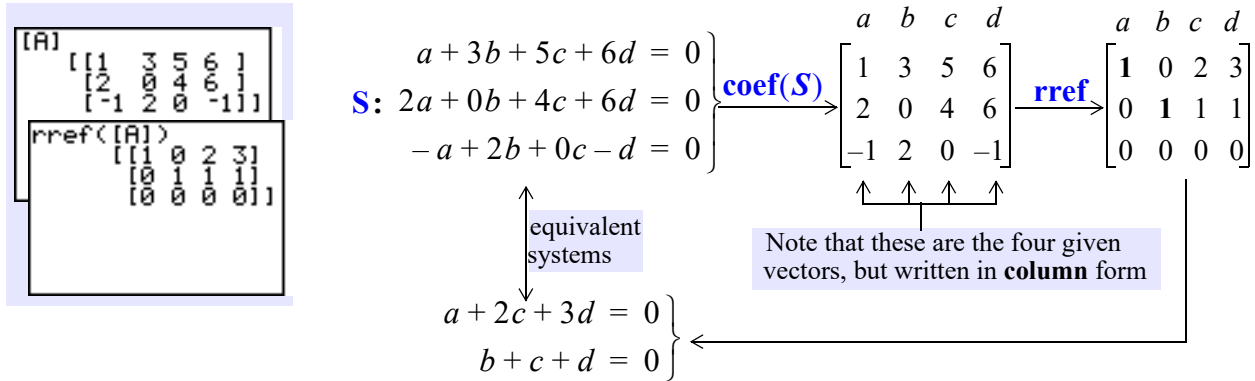 [A]
[[1 3 5 6 ]
[2 0 4 6 ]
[-1 2 0 -1]]
rref([A])
[[1 0 2 3]
[0 1 1 1]
[0 0 0 0]]
a + 3b + 5c + 6d = 0
S: 2a + 0b + 4c + 6d = 0
– a + 2b + 0c – d = 0
coef(S)
a b c d
1 3 5 6
2 0 4 6
–1 2 0 –1
rref
a b c d
1 0 2 3
0 1 1 1
0 0 0 0
equivalent
systems
Note that these are the four given
vectors, but written in column form
a + 2c + 3d = 0
b + c + d = 0